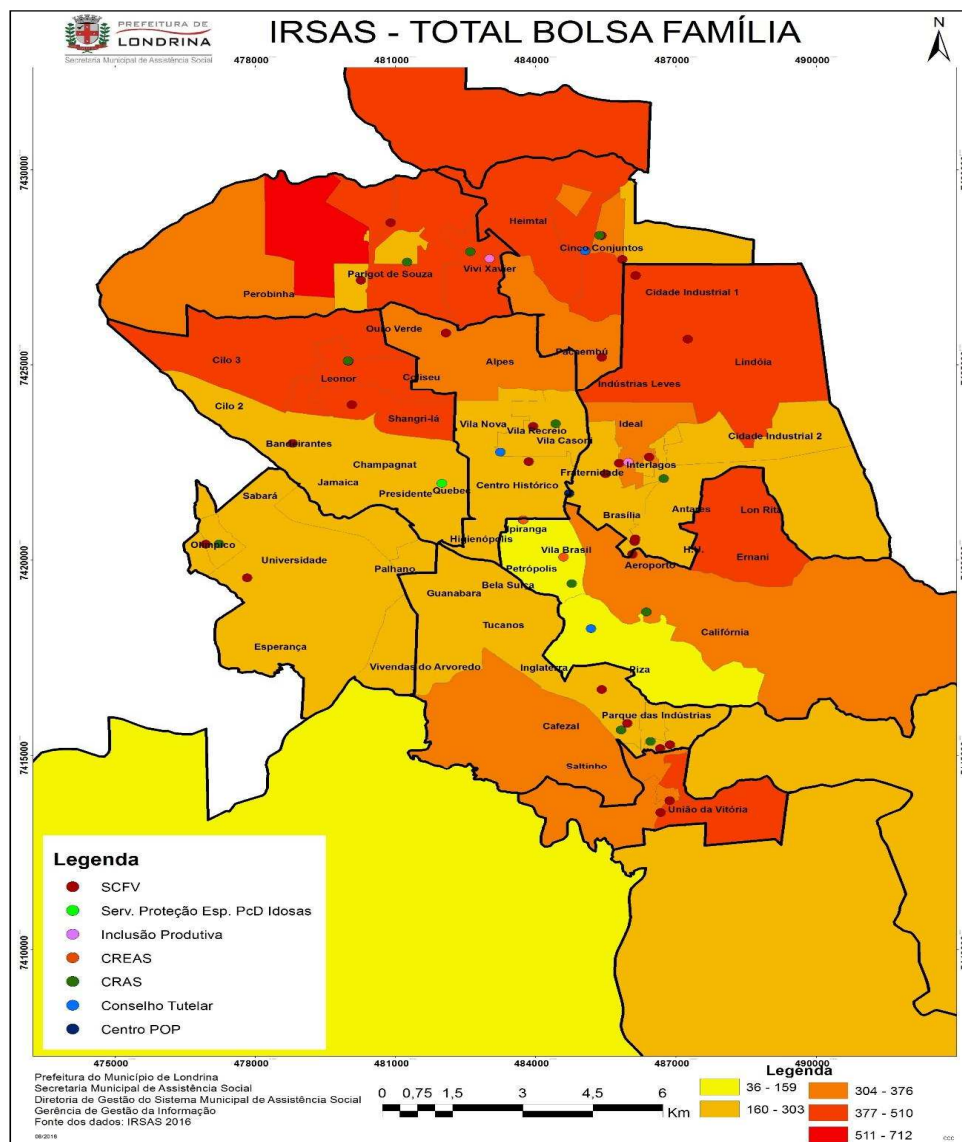 PREFEITURA DE
LONDRINA
Secretaria Municipal de Assistência Social
IRSAS - TOTAL BOLSA FAMÍLIA
N
478000
481000
484000
487000
490000
7430000
7425000
7420000
7415000
7410000
Heimtal
Cinco Conjuntos
Vivi Xavier
Parigot de Souza
Perobinha
Cidade Industrial 1
Ouro Verde
Pacaembú
Cilo 3
Alpes
Lindóia
Leonor
Coliseu
Indústrias Leves
Cilo 2
Shangri-lá
Vila Nova
Vila Recreio
Ideal
Bandeirantes
Vila Casoni
Cidade Industrial 2
Champagnat
Fraternidade
Interlagos
Jamaica
Presidente
Quebec
Centro Histórico
Sabará
Brasília
Antares
Lon Rita
Ipiranga
Olímpico
Higienópolis
Vila Brasil
H.U.
Ernani
Universidade
Palhano
Petrópolis
Aeroporto
Guanabara
Bela Suíça
Tucanos
Califórnia
Esperança
Vivendas do Arvoredo
Inglaterra
Piza
Parque das Indústrias
Cafezal
Saltinho
União da Vitória
Legenda
SCFV
Serv. Proteção Esp. PcD Idosas
Inclusão Produtiva
CREAS
CRAS
Conselho Tutelar
Centro POP
475000
478000
481000
484000
487000
490000
Prefeitura do Município de Londrina
Secretaria Municipal de Assistência Social
Diretoria de Gestão do Sistema Municipal de Assistência Social
Gerência de Gestão da Informação
Fonte dos dados: IRSAS 2016
08/2016
0 0,75 1,5 3 4,5 6
Km
Legenda
36 - 159
160 - 303
304 - 376
377 - 510
511 - 712
ccc